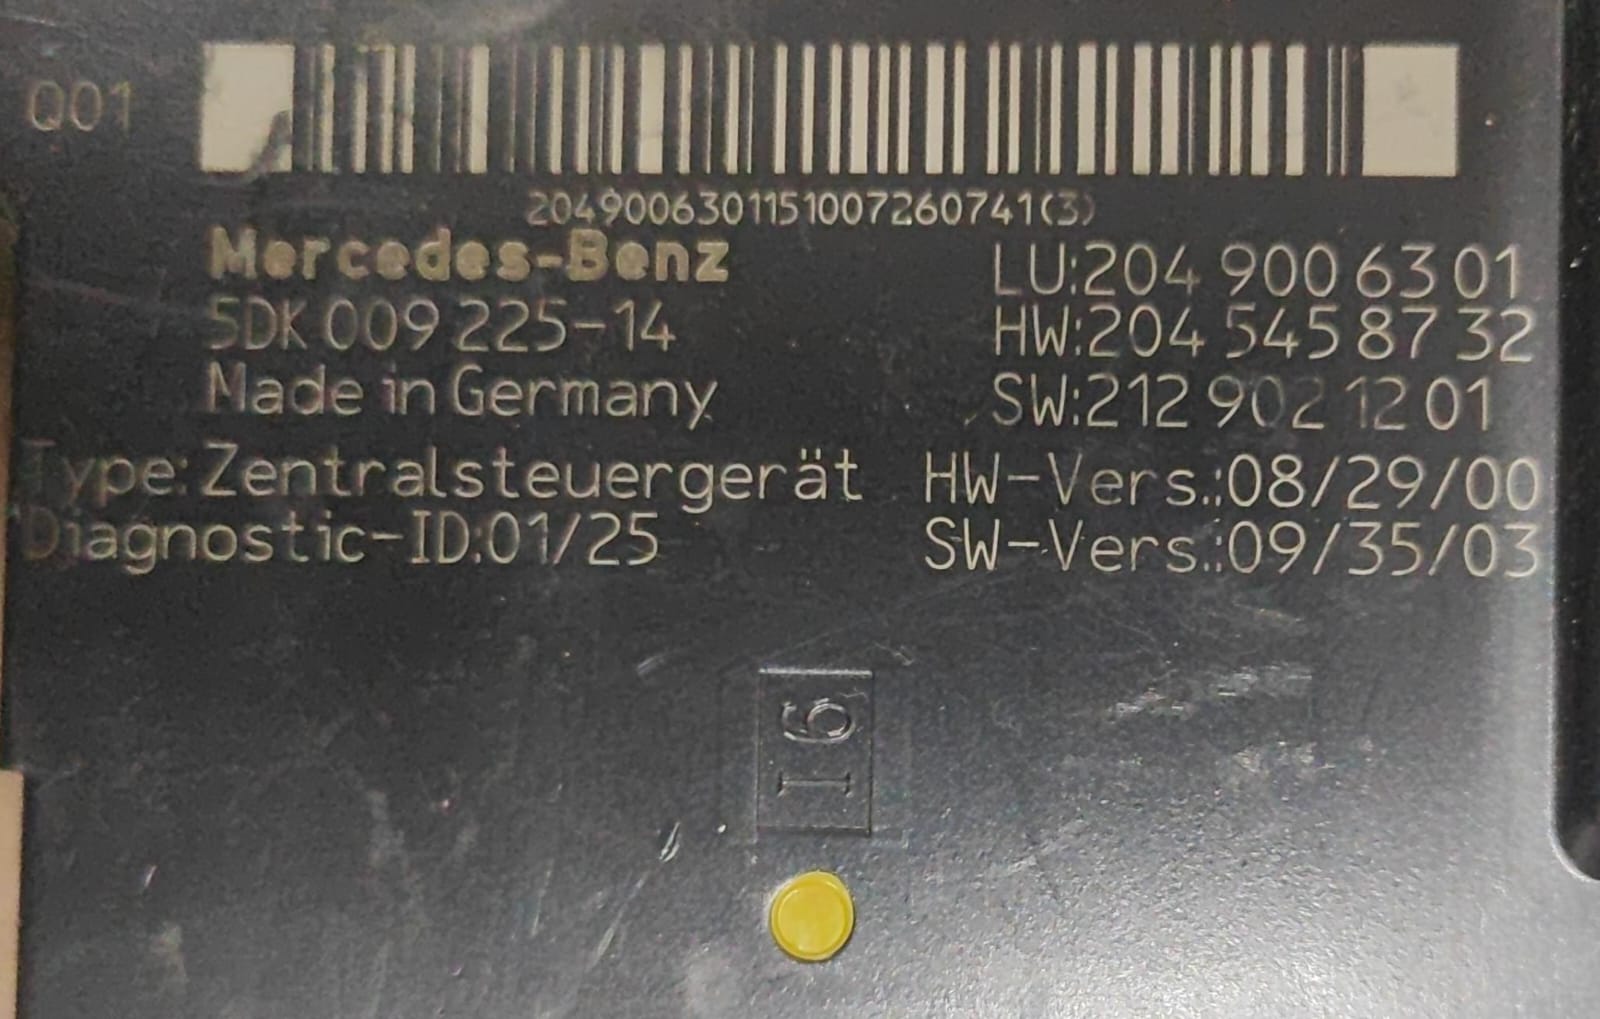 Q01
2049006301151007260741(3)
Mercedes-Benz
5DK 009 225-14
Made in Germany
LU:204 900 63 01
HW:204 545 87 32
SW:212 902 12 01
Type:Zentralsteuergerät
Diagnostic-ID:01/25
HW-Vers.:08/29/00
SW-Vers.:09/35/03
I6